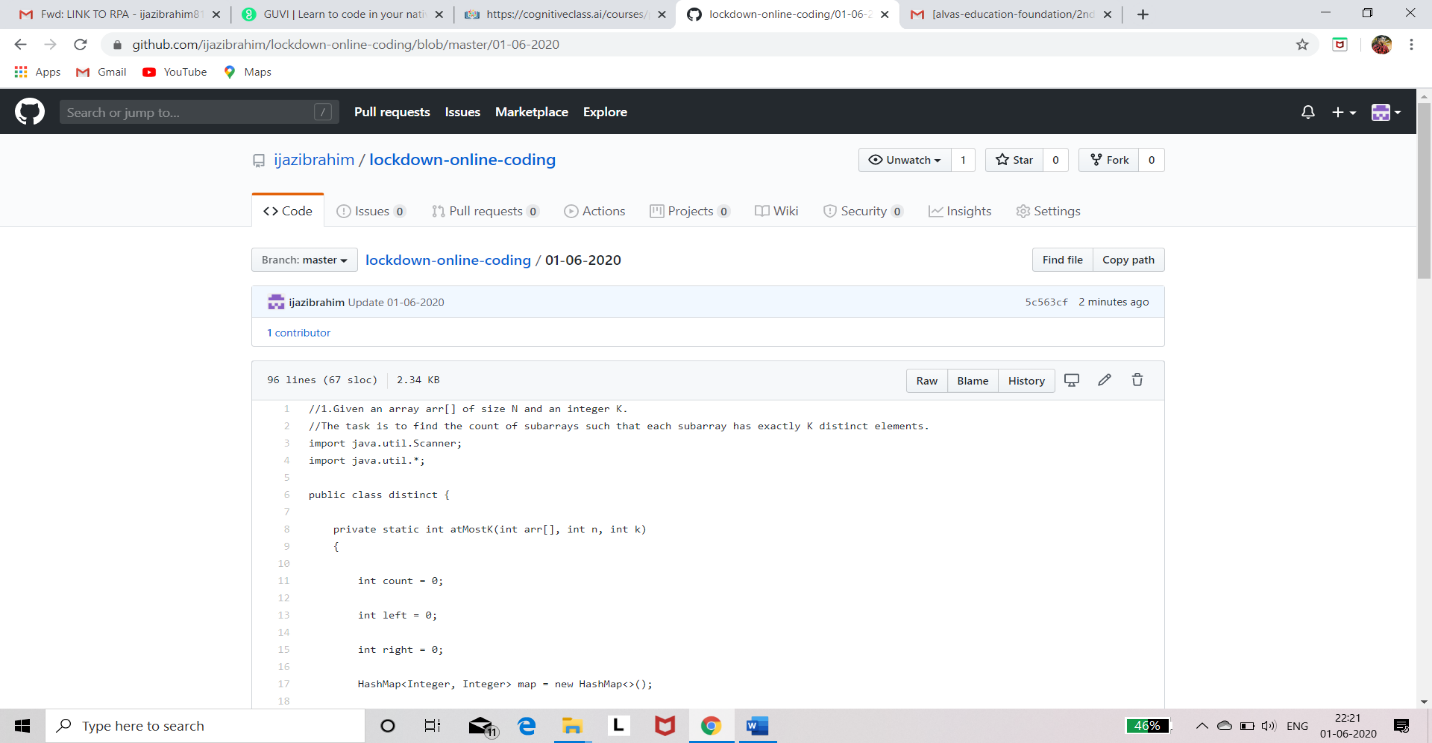 Fwd: LINK TO RPA - ijazibrahim81
GUVI | Learn to code in your nati
https://cognitiveclass.ai/courses/
lockdown-online-coding/01-06-2
[alvas-education-foundation/2nd
github.com/ijazibrahim/lockdown-online-coding/blob/master/01-06-2020
Apps Gmail YouTube Maps
Search or jump to... / Pull requests Issues Marketplace Explore
ijazibrahim / lockdown-online-coding Unwatch 1 Star 0 Fork 0
<> Code Issues 0 Pull requests 0 Actions Projects 0 Wiki Security 0 Insights Settings
Branch: master lockdown-online-coding / 01-06-2020 Find file Copy path
ijazibrahim Update 01-06-2020 5c563cf 2 minutes ago
1 contributor
96 lines (67 sloc) 2.34 KB Raw Blame History
1 //1.Given an array arr[] of size N and an integer K.
2 //The task is to find the count of subarrays such that each subarray has exactly K distinct elements.
3 import java.util.Scanner;
4 import java.util.*;
5
6 public class distinct {
7
8 private static int atMostK(int arr[], int n, int k)
9 {
10
11 int count = 0;
12
13 int left = 0;
14
15 int right = 0;
16
17 HashMap<Integer, Integer> map = new HashMap<>();
18
Type here to search 11 L 46% ENG 22:21
01-06-2020